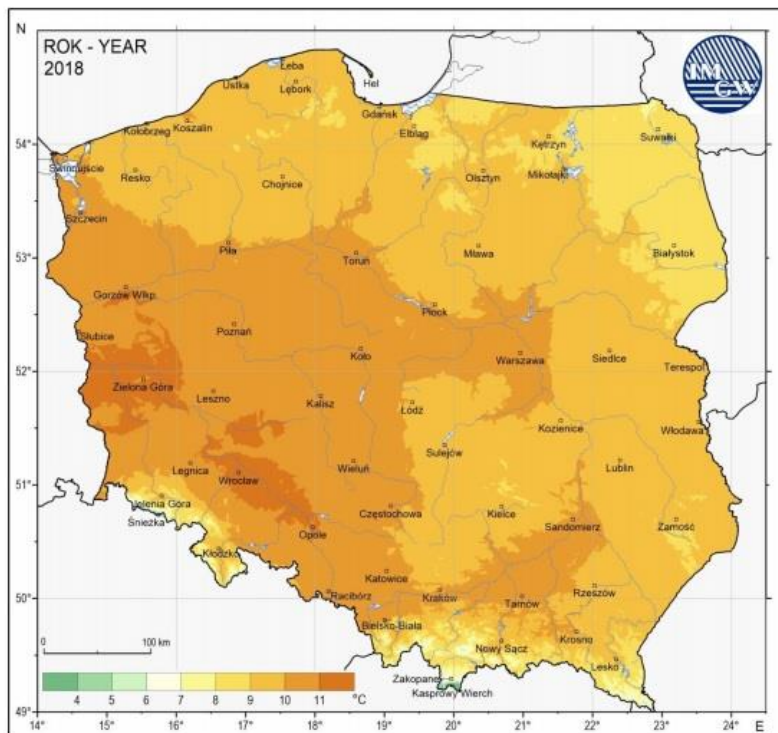 N
ROK - YEAR
2018
IMGW
Łeba
Ustka
Lębork
Hel
Gdańsk
Kołobrzeg
Koszalin
Elbląg
Kętrzyn
Suwałki
54°
Świnoujście
Resko
Chojnice
Olsztyn
Mikołajki
Szczecin
53°
Piła
Toruń
Mława
Białystok
Gorzów Wlkp.
Płock
Słubice
Poznań
Koło
Warszawa
Siedlce
Terespol
52°
Zielona Góra
Leszno
Kalisz
Łódź
Kozienice
Włodawa
Sulejów
51°
Legnica
Wrocław
Wieluń
Lublin
Jelenia Góra
Śnieżka
Częstochowa
Kielce
Sandomierz
Zamość
Opole
Kłodzko
Katowice
50°
Racibórz
Kraków
Tarnów
Rzeszów
Bielsko-Biała
Nowy Sącz
Krosno
Lesko
0 100 km
Zakopane
Kasprowy Wierch
4 5 6 7 8 9 10 11 °C
49°
14° 15° 16° 17° 18° 19° 20° 21° 22° 23° 24° E